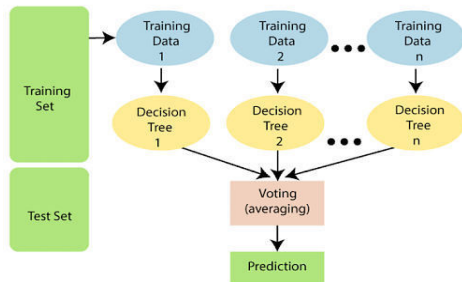 Training
Set
Test Set
Training
Data
1
Training
Data
2
Training
Data
n
Decision
Tree
1
Decision
Tree
2
Decision
Tree
n
Voting
(averaging)
Prediction